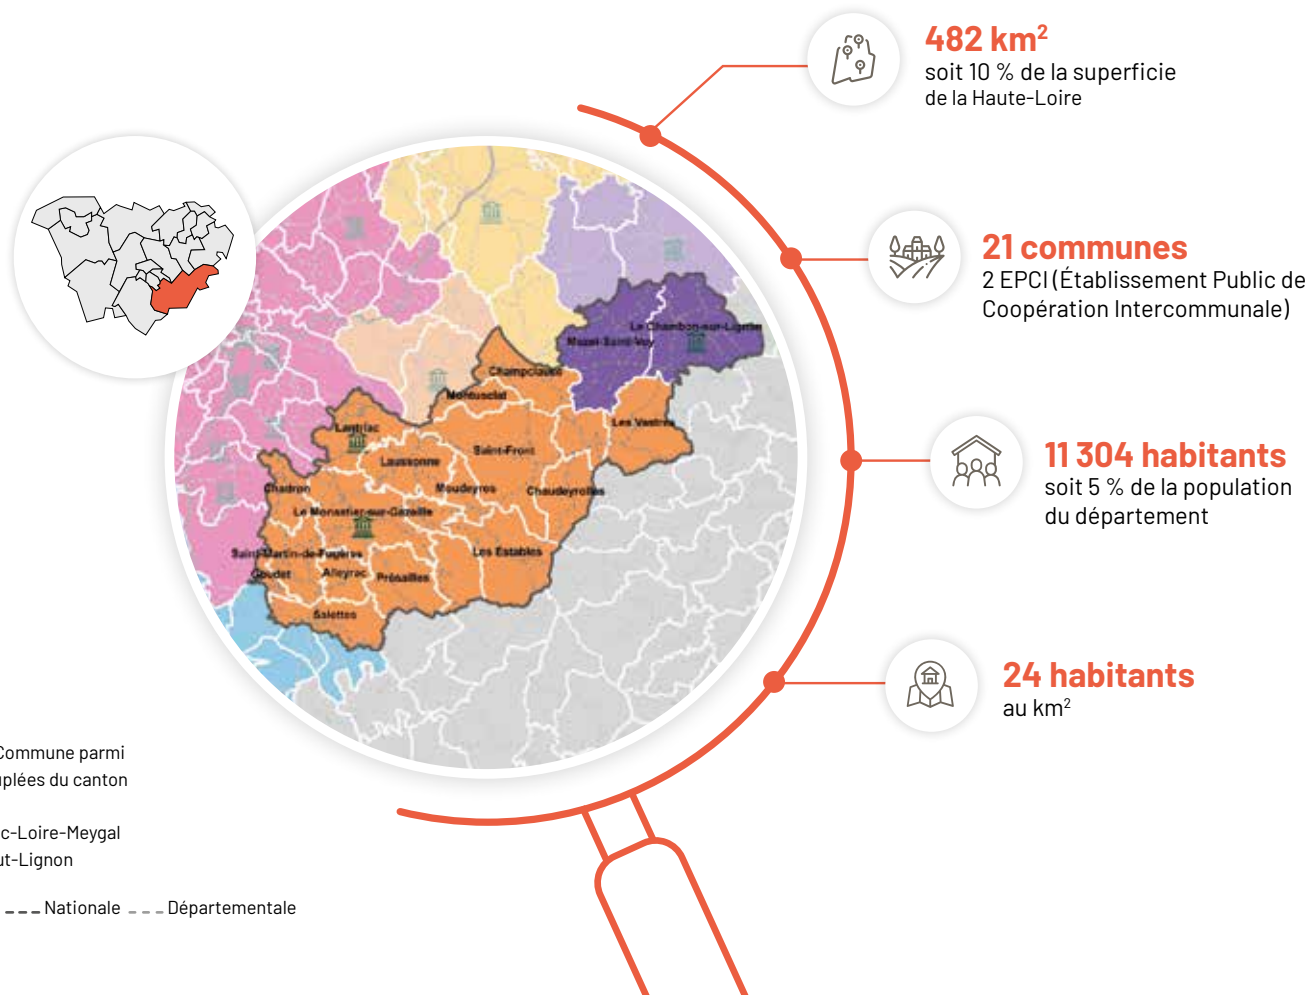 482 km²
soit 10 % de la superficie
de la Haute-Loire
21 communes
2 EPCI (Établissement Public de
Coopération Intercommunale)
11 304 habitants
soit 5 % de la population
du département
24 habitants
au km²
Le Chambon-sur-Lignon
Mazet-Saint-Voy
Champclause
Montusclat
Les Vastres
Lantriac
Saint-Front
Laussonne
Chadron
Moudeyres
Chaudeyrolles
Le Monastier-sur-Gazeille
Saint-Martin-de-Fugères
Les Estables
Goudet
Alleyrac
Présailles
Salettes
Commune parmi
uplées du canton
c-Loire-Meygal
ut-Lignon
Nationale
Départementale